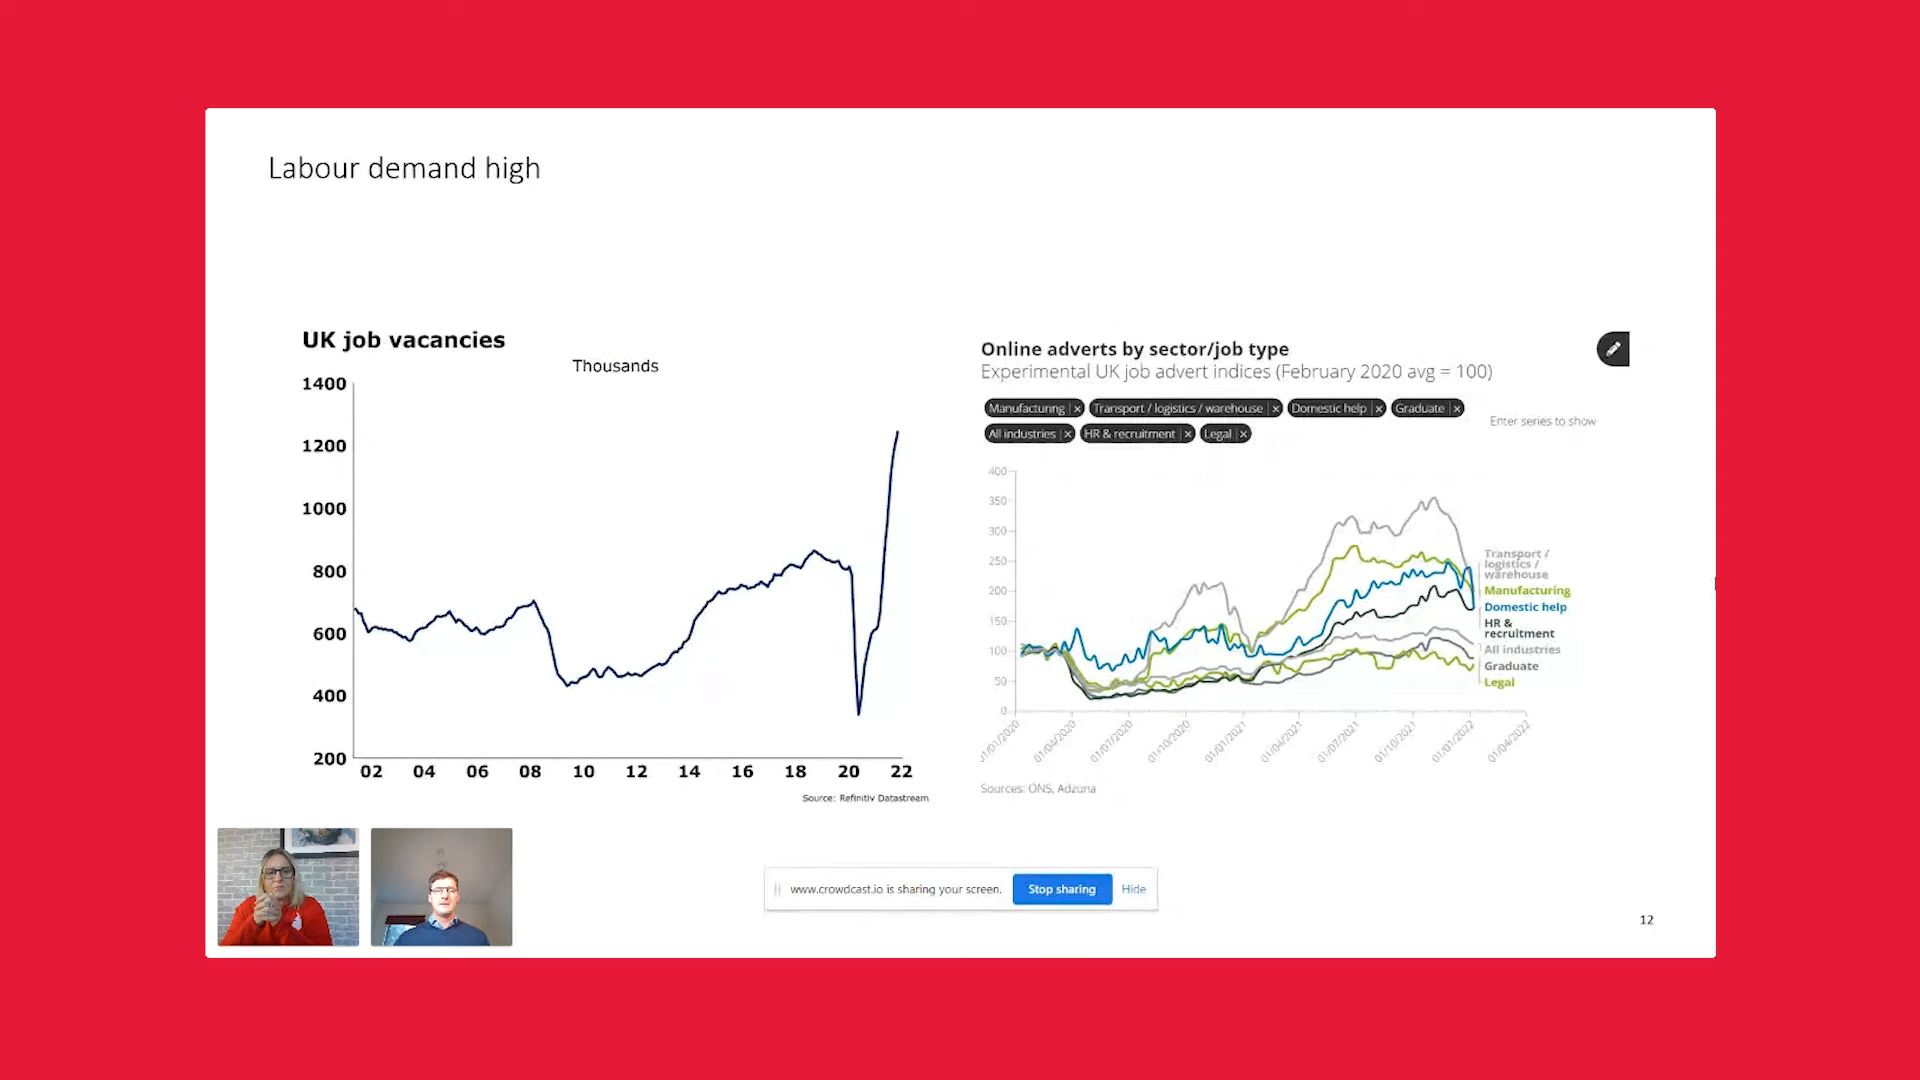 Labour demand high
UK job vacancies
Thousands
1400
1200
1000
800
600
400
200
02 04 06 08 10 12 14 16 18 20 22
Source: Refinitiv Datastream
Online adverts by sector/job type
Experimental UK job advert indices (February 2020 avg = 100)
Manufacturing | × Transport / logistics / warehouse | × Domestic help | × Graduate | ×
All industries | × HR & recruitment | × Legal | ×
Enter series to show
400
350
300
250
200
150
100
50
0
01/01/2020 01/04/2020 01/07/2020 01/10/2020 01/01/2021 01/04/2021 01/07/2021 01/10/2021 01/01/2022 01/04/2022
Transport /
logistics /
warehouse
Manufacturing
Domestic help
HR &
recruitment
All industries
Graduate
Legal
Sources: ONS, Adzuna
www.crowdcast.io is sharing your screen.
Stop sharing
Hide
12